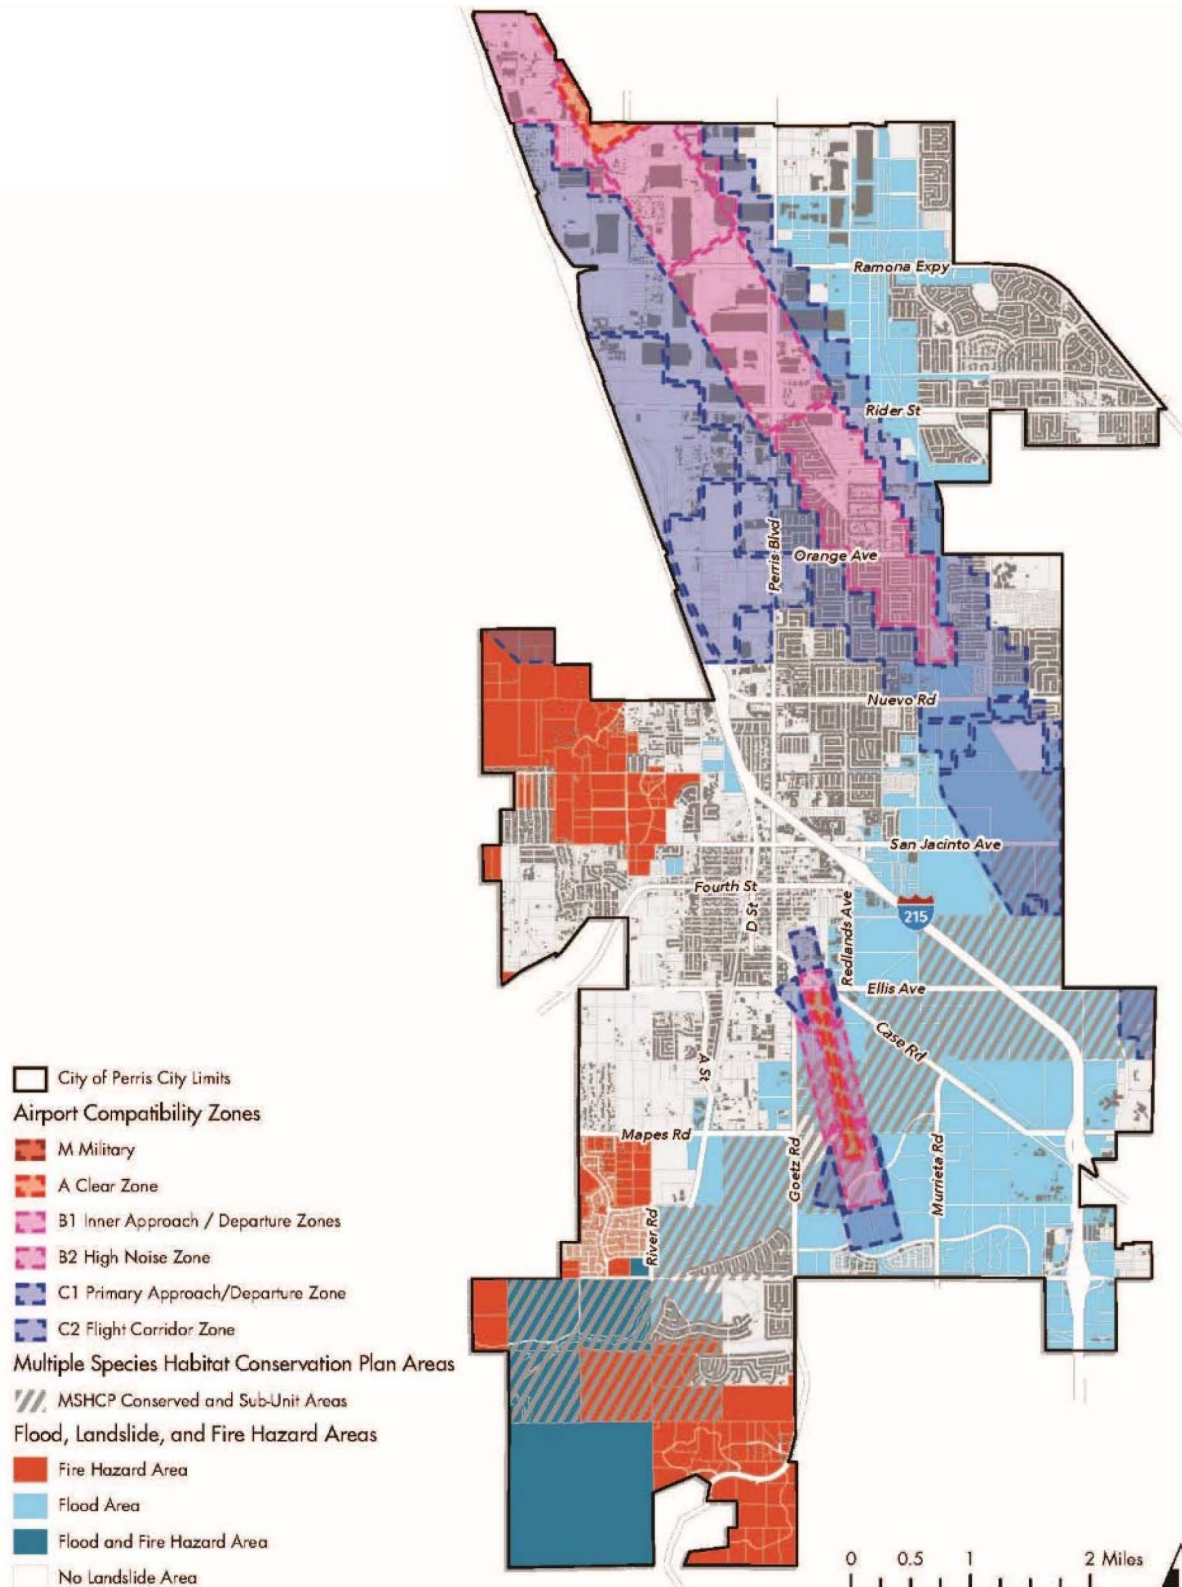 Ramona Expy
Rider St
Perris Blvd
Orange Ave
Nuevo Rd
San Jacinto Ave
Fourth St
D St
Redlands Ave
215
Ellis Ave
Case Rd
A St
Mapes Rd
Goetz Rd
Murrieta Rd
River Rd
City of Perris City Limits
Airport Compatibility Zones
M Military
A Clear Zone
B1 Inner Approach / Departure Zones
B2 High Noise Zone
C1 Primary Approach/Departure Zone
C2 Flight Corridor Zone
Multiple Species Habitat Conservation Plan Areas
MSHCP Conserved and Sub-Unit Areas
Flood, Landslide, and Fire Hazard Areas
Fire Hazard Area
Flood Area
Flood and Fire Hazard Area
No Landslide Area
0 0.5 1 2 Miles